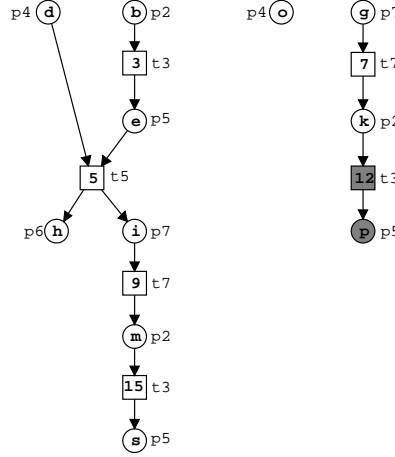 p4 d b p2 p4 o g p7
3 t3 7 t7
e p5 k p2
5 t5 12 t3
p6 h i p7 p p5
9 t7
m p2
15 t3
s p5